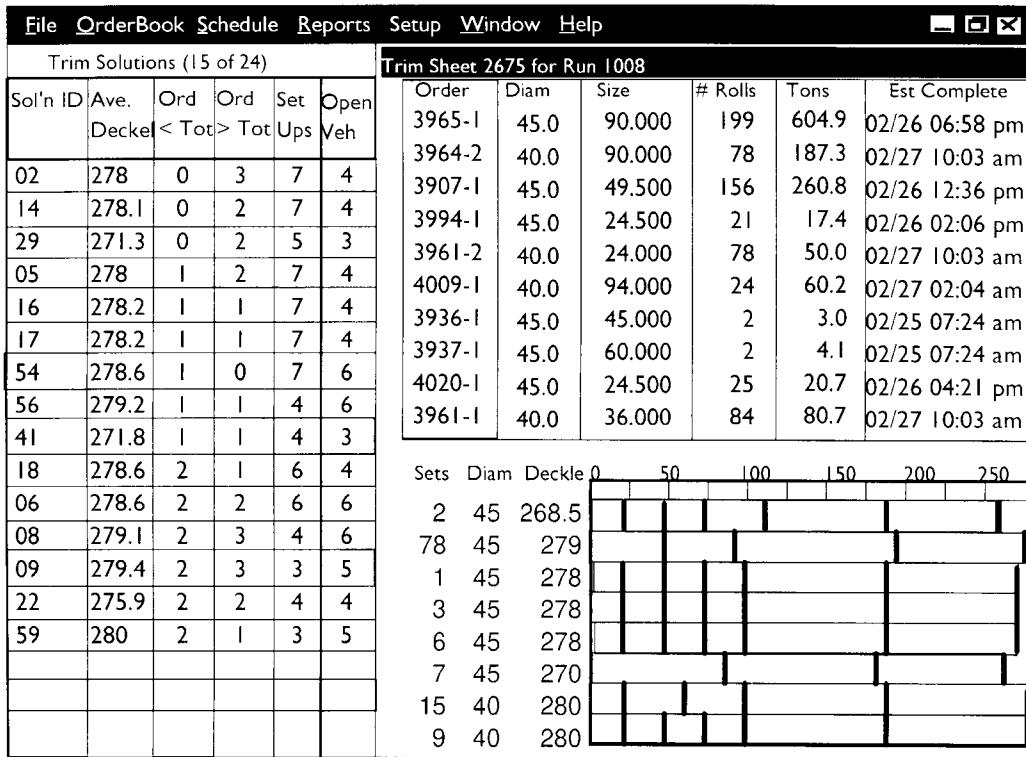 File OrderBook Schedule Reports Setup Window Help
Trim Solutions (15 of 24)
Sol'n ID Ave. Deckel Ord < Tot Ord > Tot Set Ups Open Veh
02 278 0 3 7 4
14 278.1 0 2 7 4
29 271.3 0 2 5 3
05 278 1 2 7 4
16 278.2 1 1 7 4
17 278.2 1 1 7 4
54 278.6 1 0 7 6
56 279.2 1 1 4 6
41 271.8 1 1 4 3
18 278.6 2 1 6 4
06 278.6 2 2 6 6
08 279.1 2 3 4 6
09 279.4 2 3 3 5
22 275.9 2 2 4 4
59 280 2 1 3 5
Trim Sheet 2675 for Run 1008
Order Diam Size # Rolls Tons Est Complete
3965-1 45.0 90.000 199 604.9 02/26 06:58 pm
3964-2 40.0 90.000 78 187.3 02/27 10:03 am
3907-1 45.0 49.500 156 260.8 02/26 12:36 pm
3994-1 45.0 24.500 21 17.4 02/26 02:06 pm
3961-2 40.0 24.000 78 50.0 02/27 10:03 am
4009-1 40.0 94.000 24 60.2 02/27 02:04 am
3936-1 45.0 45.000 2 3.0 02/25 07:24 am
3937-1 45.0 60.000 2 4.1 02/25 07:24 am
4020-1 45.0 24.500 25 20.7 02/26 04:21 pm
3961-1 40.0 36.000 84 80.7 02/27 10:03 am
Sets Diam Deckle 0 50 100 150 200 250
2 45 268.5
78 45 279
1 45 278
3 45 278
6 45 278
7 45 270
15 40 280
9 40 280